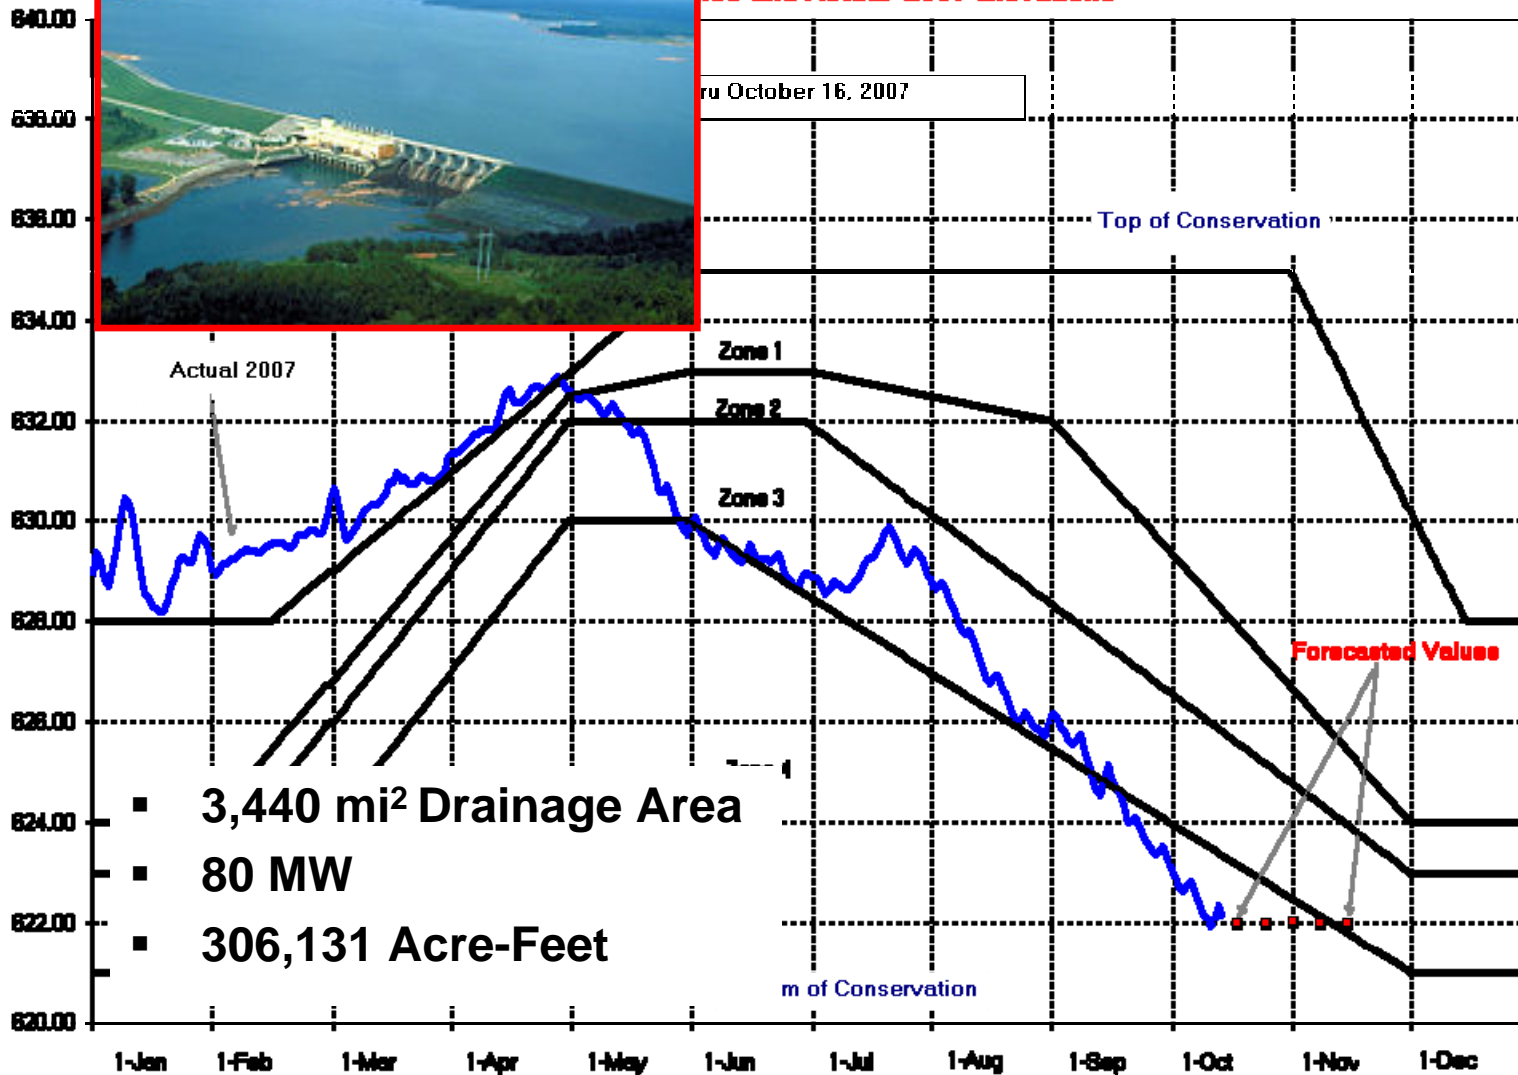 640.00
638.00
636.00
634.00
632.00
630.00
628.00
626.00
624.00
622.00
620.00
ru October 16, 2007
Top of Conservation
Actual 2007
Zone 1
Zone 2
Zone 3
Forecasted Values
▪ 3,440 mi² Drainage Area
▪ 80 MW
▪ 306,131 Acre-Feet
m of Conservation
1-Jan 1-Feb 1-Mar 1-Apr 1-May 1-Jun 1-Jul 1-Aug 1-Sep 1-Oct 1-Nov 1-Dec